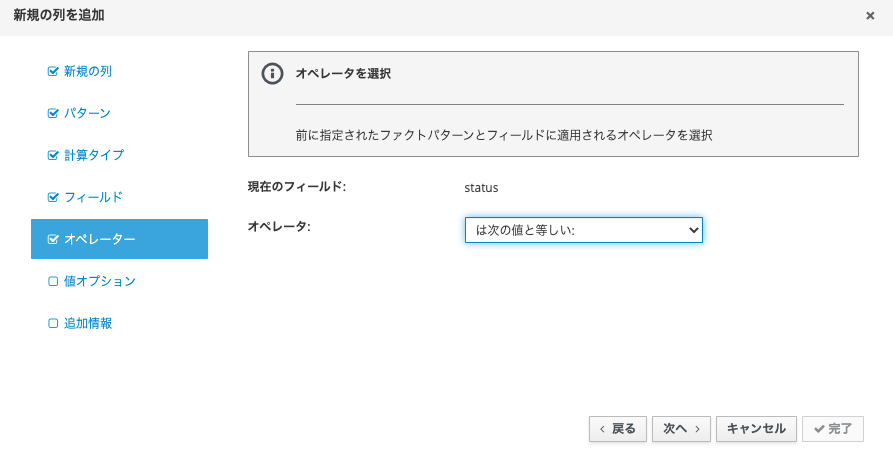 新規の列を追加
×
新規の列
パターン
計算タイプ
フィールド
オペレーター
値オプション
追加情報
オペレータを選択
前に指定されたファクトパターンとフィールドに適用されるオペレータを選択
現在のフィールド: status
オペレータ: は次の値と等しい:
戻る 次へ キャンセル 完了